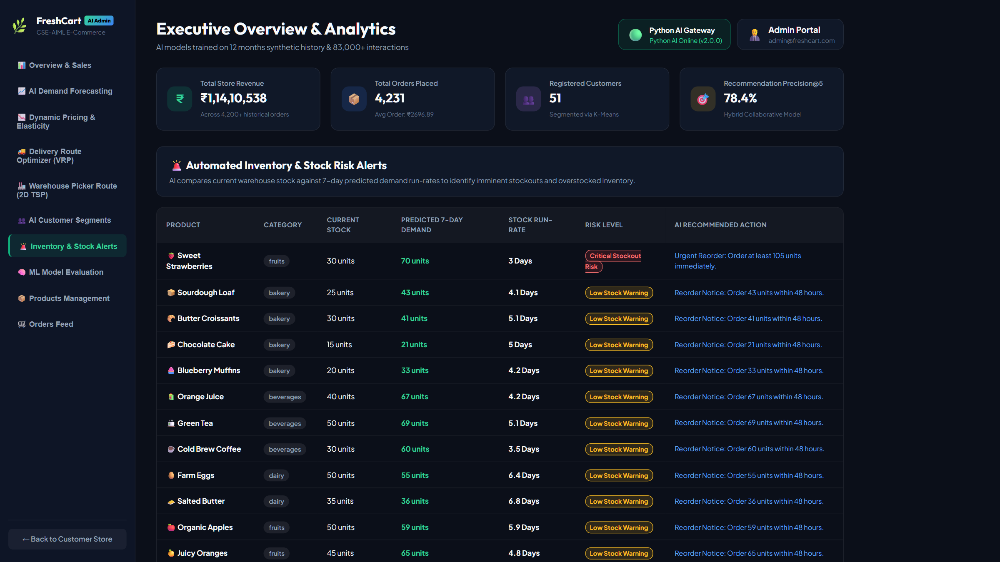 FreshCart AI Admin
CSE-AIML E-Commerce
Overview & Sales
AI Demand Forecasting
Dynamic Pricing &
Elasticity
Delivery Route
Optimizer (VRP)
Warehouse Picker Route
(2D TSP)
AI Customer Segments
Inventory & Stock Alerts
ML Model Evaluation
Products Management
Orders Feed
← Back to Customer Store
Executive Overview & Analytics
AI models trained on 12 months synthetic history & 83,000+ interactions
Python AI Gateway
Python AI Online (v2.0.0)
Admin Portal
admin@freshcart.com
₹
Total Store Revenue
₹1,14,10,538
Across 4,200+ historical orders
Total Orders Placed
4,231
Avg Order: ₹2696.89
Registered Customers
51
Segmented via K-Means
Recommendation Precision@5
78.4%
Hybrid Collaborative Model
Automated Inventory & Stock Risk Alerts
AI compares current warehouse stock against 7-day predicted demand run-rates to identify imminent stockouts and overstocked inventory.
PRODUCT CATEGORY CURRENT STOCK PREDICTED 7-DAY DEMAND STOCK RUN-RATE RISK LEVEL AI RECOMMENDED ACTION
Sweet Strawberries fruits 30 units 70 units 3 Days Critical Stockout Risk Urgent Reorder: Order at least 105 units immediately.
Sourdough Loaf bakery 25 units 43 units 4.1 Days Low Stock Warning Reorder Notice: Order 43 units within 48 hours.
Butter Croissants bakery 30 units 41 units 5.1 Days Low Stock Warning Reorder Notice: Order 41 units within 48 hours.
Chocolate Cake bakery 15 units 21 units 5 Days Low Stock Warning Reorder Notice: Order 21 units within 48 hours.
Blueberry Muffins bakery 20 units 33 units 4.2 Days Low Stock Warning Reorder Notice: Order 33 units within 48 hours.
Orange Juice beverages 40 units 67 units 4.2 Days Low Stock Warning Reorder Notice: Order 67 units within 48 hours.
Green Tea beverages 50 units 69 units 5.1 Days Low Stock Warning Reorder Notice: Order 69 units within 48 hours.
Cold Brew Coffee beverages 30 units 60 units 3.5 Days Low Stock Warning Reorder Notice: Order 60 units within 48 hours.
Farm Eggs dairy 50 units 55 units 6.4 Days Low Stock Warning Reorder Notice: Order 55 units within 48 hours.
Salted Butter dairy 35 units 36 units 6.8 Days Low Stock Warning Reorder Notice: Order 36 units within 48 hours.
Organic Apples fruits 50 units 59 units 5.9 Days Low Stock Warning Reorder Notice: Order 59 units within 48 hours.
Juicy Oranges fruits 45 units 65 units 4.8 Days Low Stock Warning Reorder Notice: Order 65 units within 48 hours.